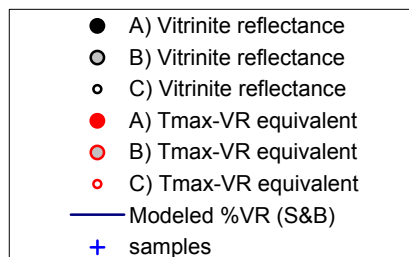 A) Vitrinite reflectance
B) Vitrinite reflectance
C) Vitrinite reflectance
A) Tmax-VR equivalent
B) Tmax-VR equivalent
C) Tmax-VR equivalent
Modeled %VR (S&B)
samples